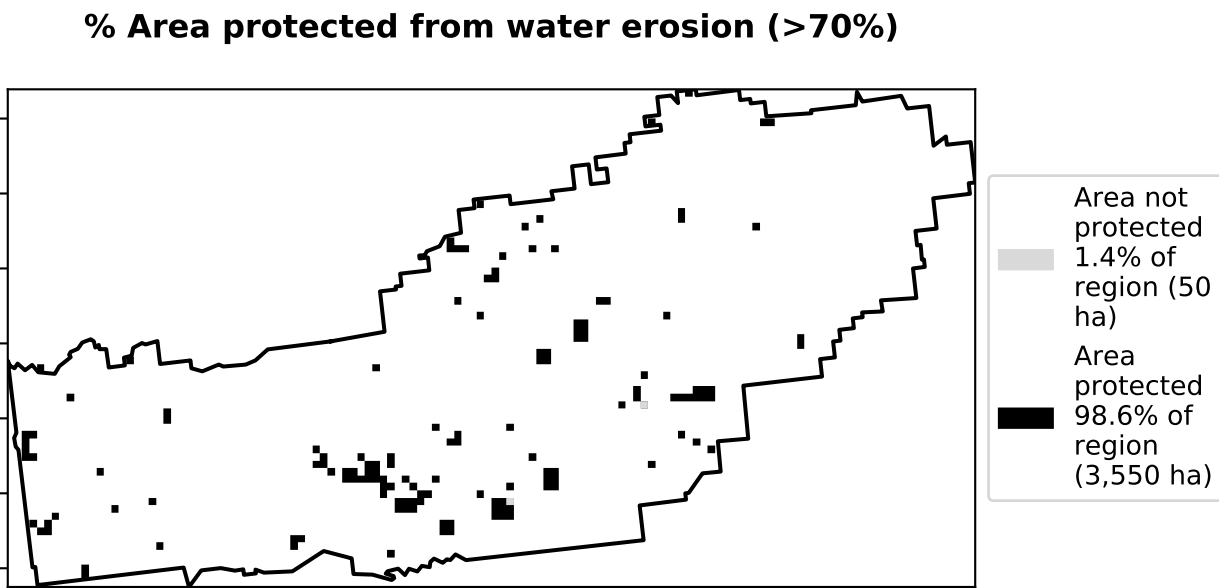 % Area protected from water erosion (>70%)
Area not
protected
1.4% of
region (50
ha)
Area
protected
98.6% of
region
(3,550 ha)